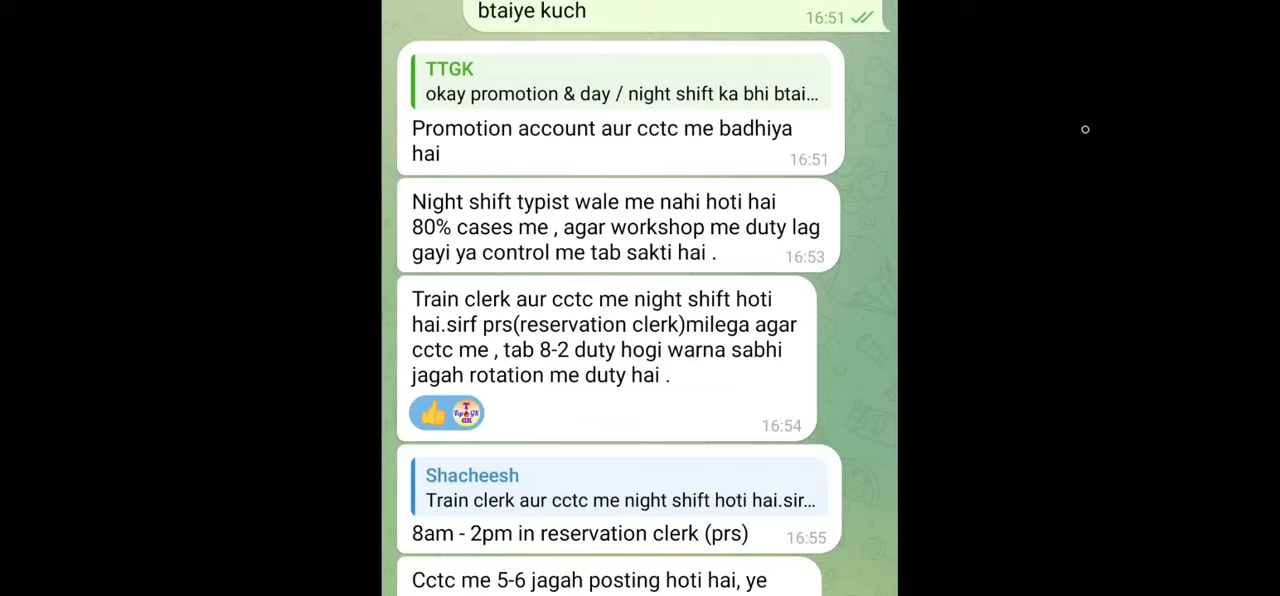 btaiye kuch
16:51
TTGK
okay promotion & day / night shift ka bhi btai...
Promotion account aur cctc me badhiya
hai
16:51
Night shift typist wale me nahi hoti hai
80% cases me , agar workshop me duty lag
gayi ya control me tab sakti hai .
16:53
Train clerk aur cctc me night shift hoti
hai.sirf prs(reservation clerk)milega agar
cctc me , tab 8-2 duty hogi warna sabhi
jagah rotation me duty hai .
16:54
Shacheesh
Train clerk aur cctc me night shift hoti hai.sir...
8am - 2pm in reservation clerk (prs)
16:55
Cctc me 5-6 jagah posting hoti hai, ye